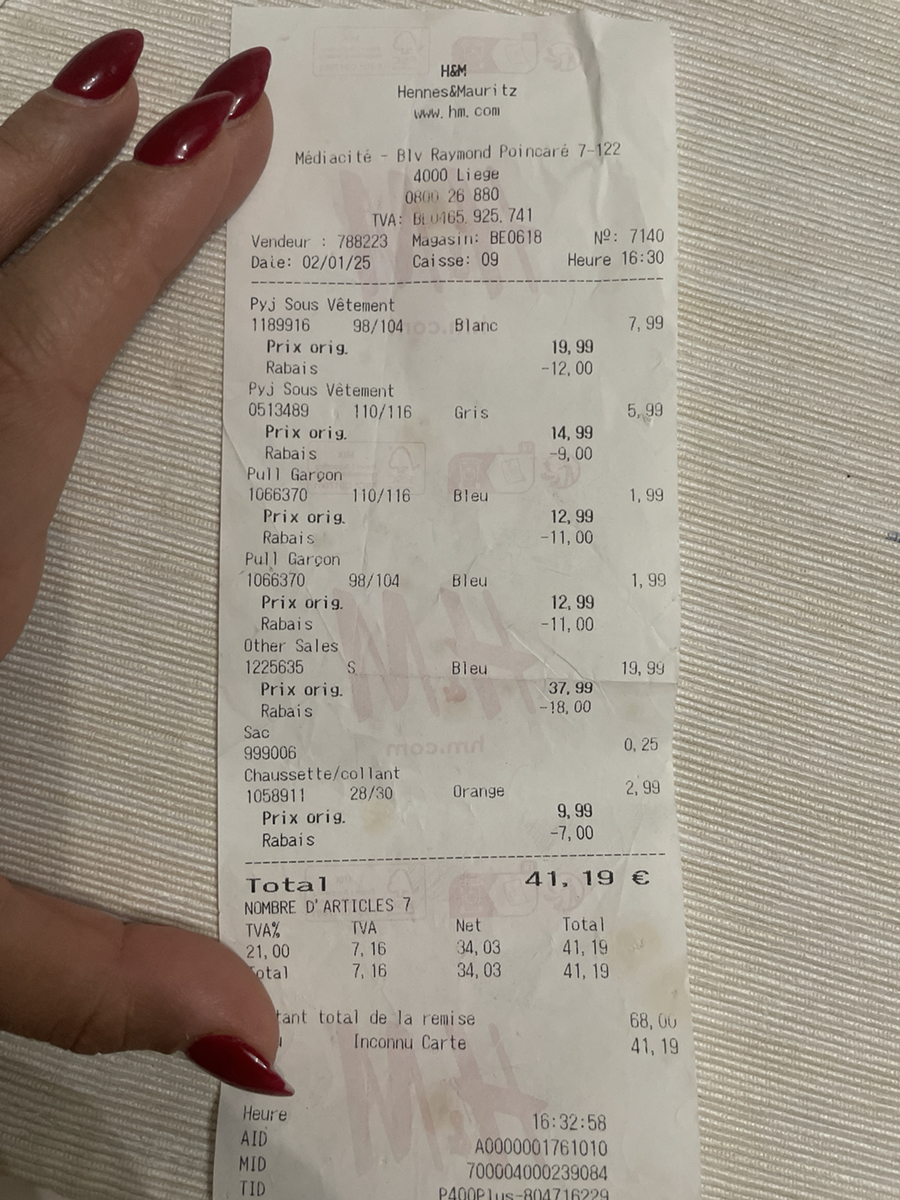 H&M
Hennes&Mauritz
www.hm.com
Médiacité - Blv Raymond Poincaré 7-122
4000 Liege
0800 26 880
TVA: BE0465.925.741
Vendeur : 788223 Magasin: BE0618 Nº: 7140
Date: 02/01/25 Caisse: 09 Heure 16:30
Pyj Sous Vêtement
1189916 98/104 Blanc 7,99
Prix orig. 19,99
Rabais -12,00
Pyj Sous Vêtement
0513489 110/116 Gris 5,99
Prix orig. 14,99
Rabais -9,00
Pull Garçon
1066370 110/116 Bleu 1,99
Prix orig. 12,99
Rabais -11,00
Pull Garçon
1066370 98/104 Bleu 1,99
Prix orig. 12,99
Rabais -11,00
Other Sales
1225635 S Bleu 19,99
Prix orig. 37,99
Rabais -18,00
Sac
999006 0,25
Chaussette/collant
1058911 28/30 Orange 2,99
Prix orig. 9,99
Rabais -7,00
Total 41,19 €
NOMBRE D'ARTICLES 7
TVA% TVA Net Total
21,00 7,16 34,03 41,19
Total 7,16 34,03 41,19
tant total de la remise 68,00
Inconnu Carte 41,19
Heure 16:32:58
AID A0000001761010
MID 700004000239084
TID P400Plus-804716229